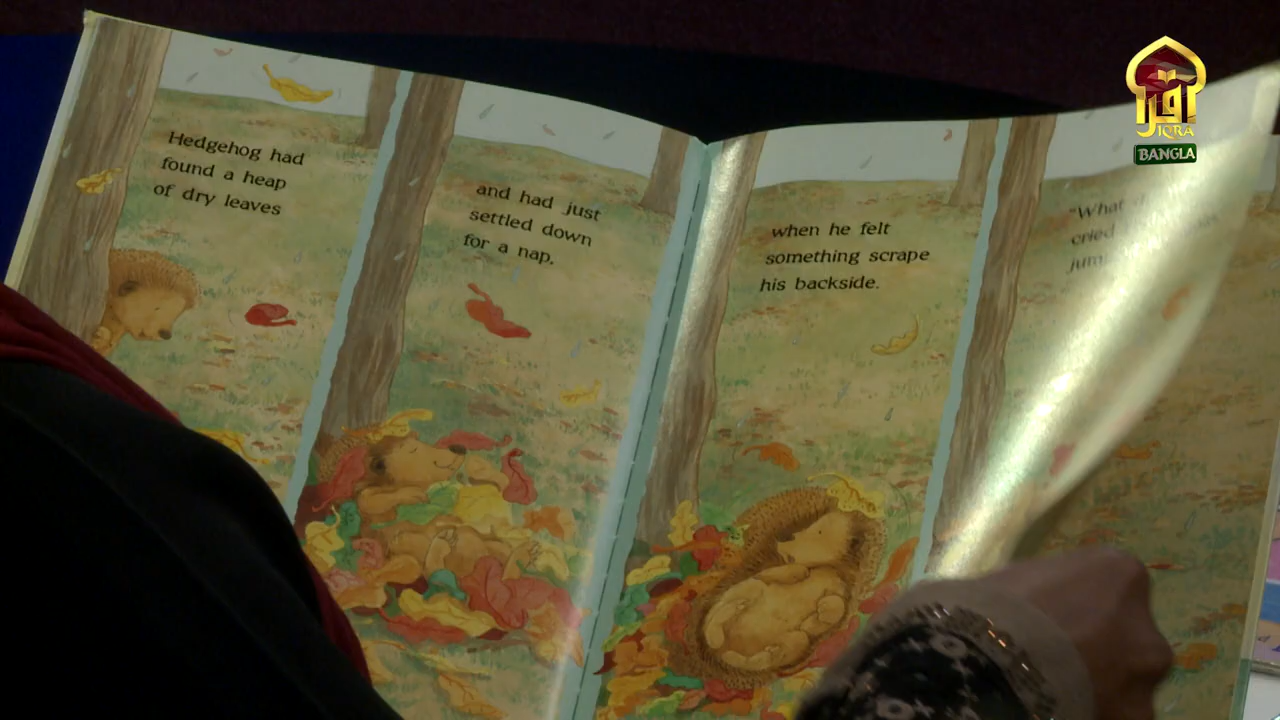 Hedgehog had
found a heap
of dry leaves
and had just
settled down
for a nap,
when he felt
something scrape
his backside.
"What
cried
اقرأ
IQRA
BANGLA